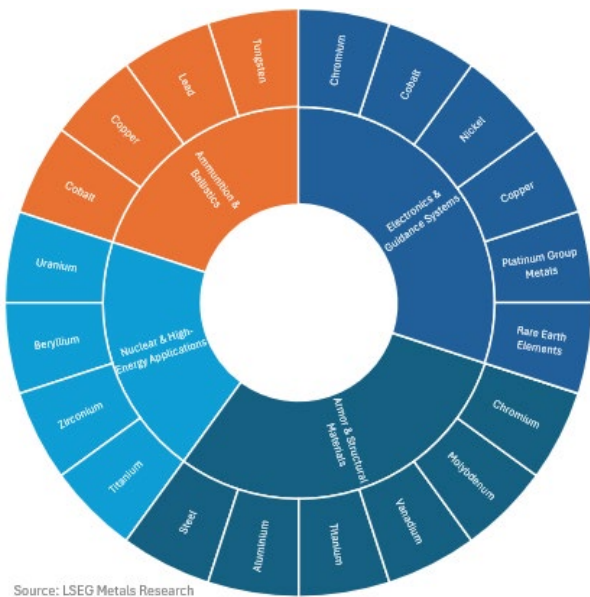 Chromium
Cobalt
Nickel
Copper
Platinum Group
Metals
Rare Earth
Elements
Electronics &
Guidance Systems
Chromium
Molybdenum
Vanadium
Titanium
Aluminium
Steel
Armor & Structural
Materials
Titanium
Zirconium
Beryllium
Uranium
Nuclear & High-
Energy Applications
Cobalt
Copper
Lead
Tungsten
Ammunition &
Ballistics
Source: LSEG Metals Research